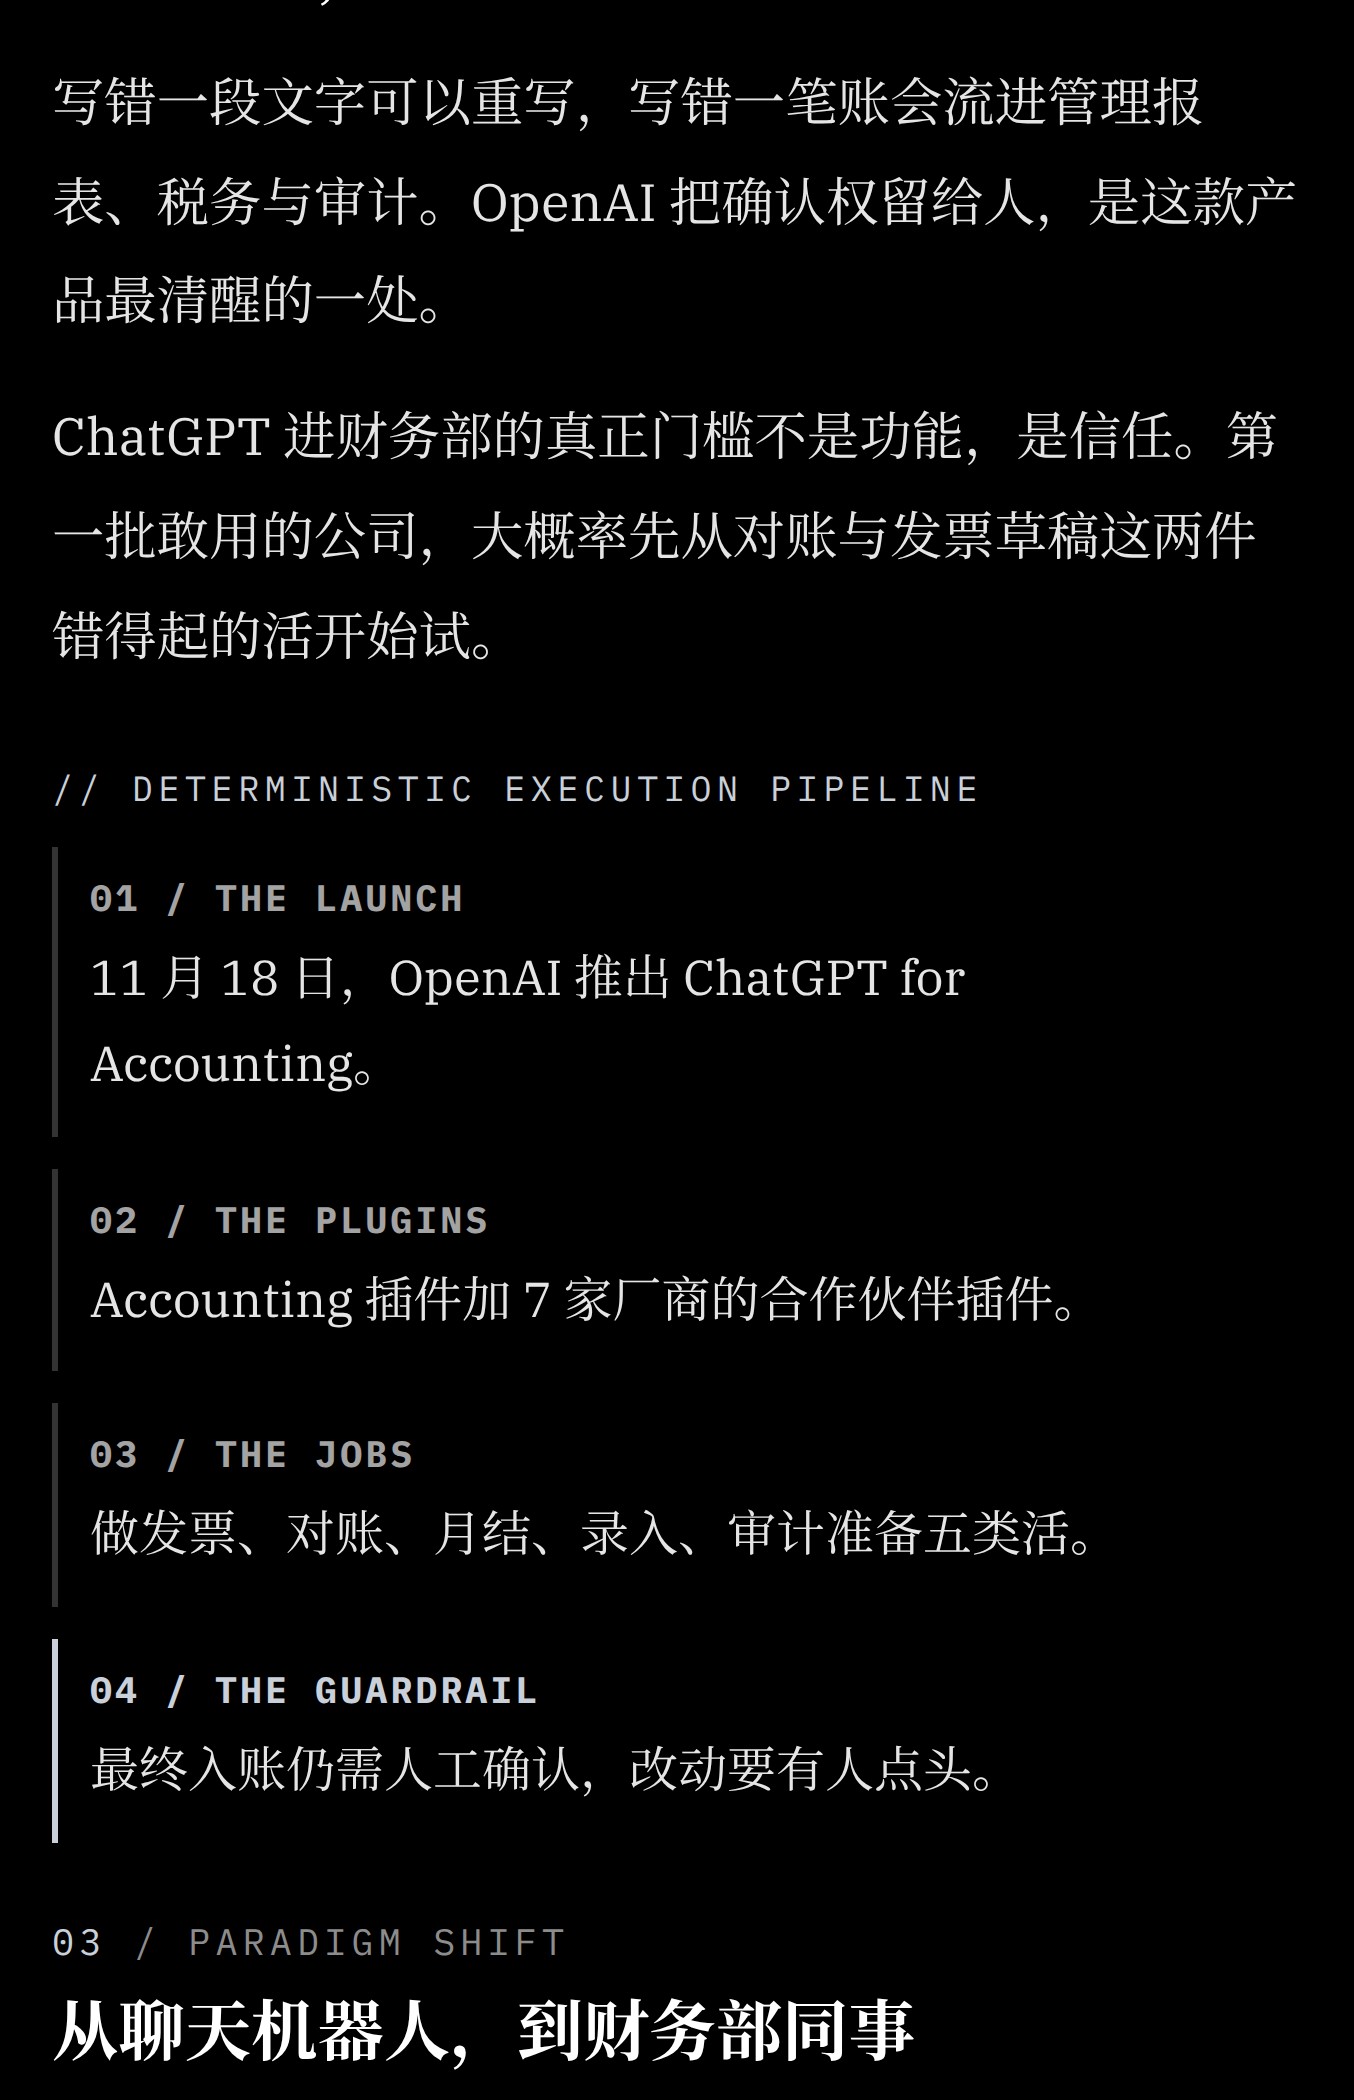 写错一段文字可以重写，写错一笔账会流进管理报
表、税务与审计。OpenAI 把确认权留给人，是这款产
品最清醒的一处。
ChatGPT 进财务部的真正门槛不是功能，是信任。第
一批敢用的公司，大概率先从对账与发票草稿这两件
错得起的活开始试。
// DETERMINISTIC EXECUTION PIPELINE
01 / THE LAUNCH
11 月 18 日，OpenAI 推出 ChatGPT for
Accounting。
02 / THE PLUGINS
Accounting 插件加 7 家厂商的合作伙伴插件。
03 / THE JOBS
做发票、对账、月结、录入、审计准备五类活。
04 / THE GUARDRAIL
最终入账仍需人工确认，改动要有人点头。
03 / PARADIGM SHIFT
从聊天机器人，到财务部同事